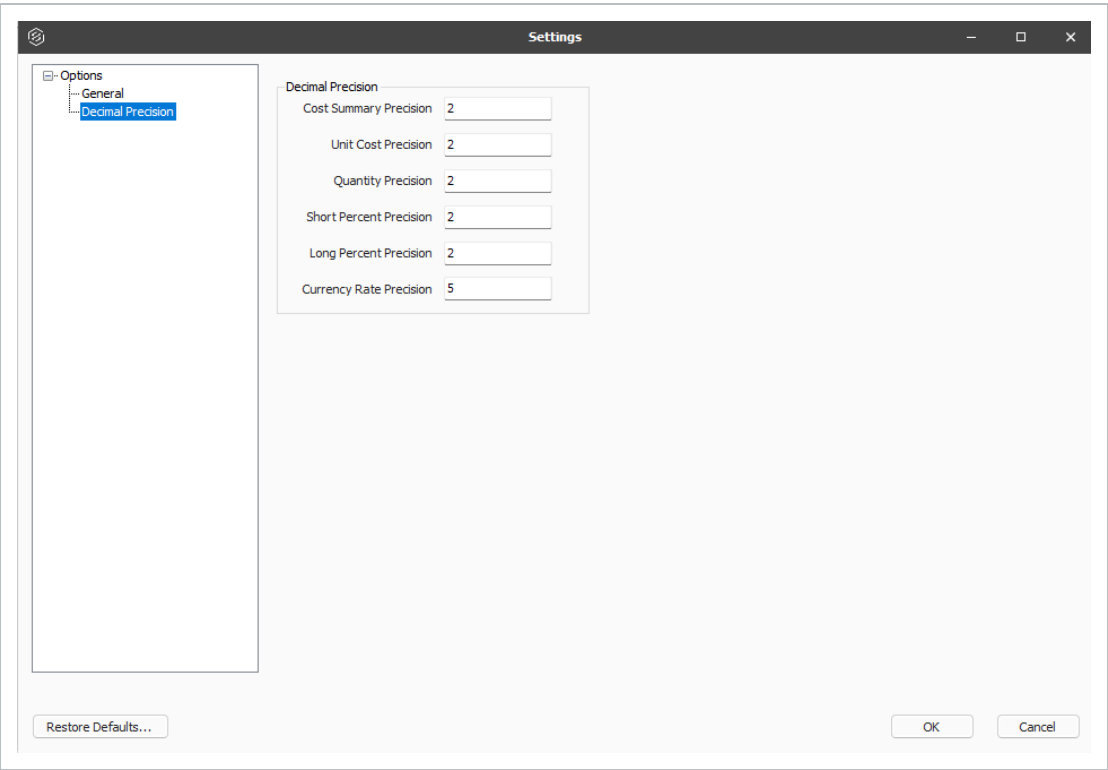 Settings
Options
General
Decimal Precision
Decimal Precision
Cost Summary Precision 2
Unit Cost Precision 2
Quantity Precision 2
Short Percent Precision 2
Long Percent Precision 2
Currency Rate Precision 5
Restore Defaults...
OK
Cancel